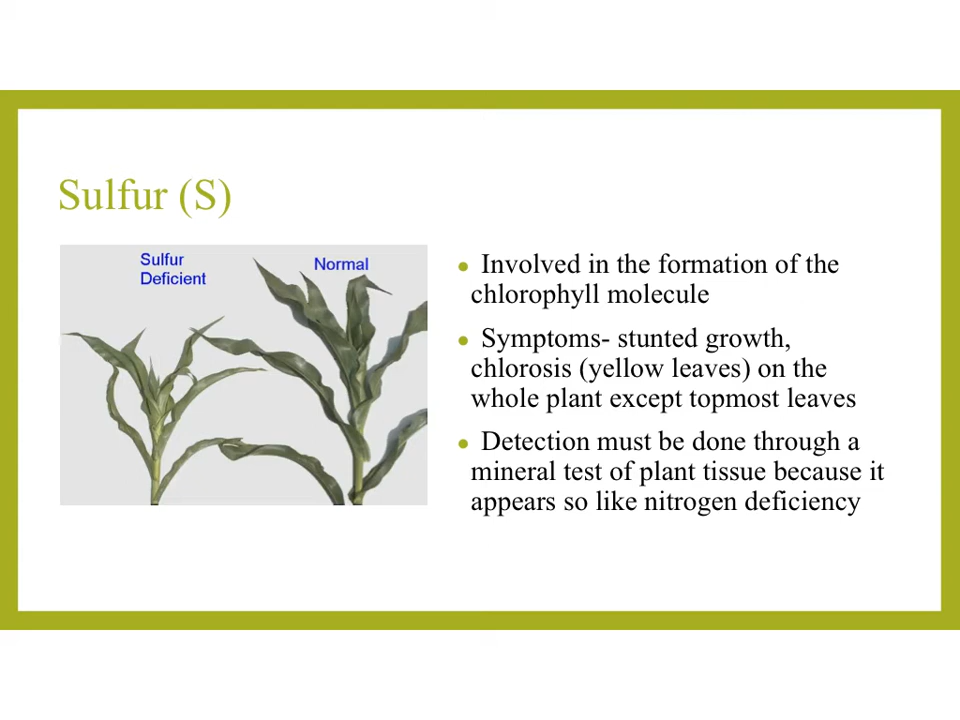 Sulfur (S)
Sulfur
Deficient
Normal
• Involved in the formation of the
chlorophyll molecule
• Symptoms- stunted growth,
chlorosis (yellow leaves) on the
whole plant except topmost leaves
• Detection must be done through a
mineral test of plant tissue because it
appears so like nitrogen deficiency